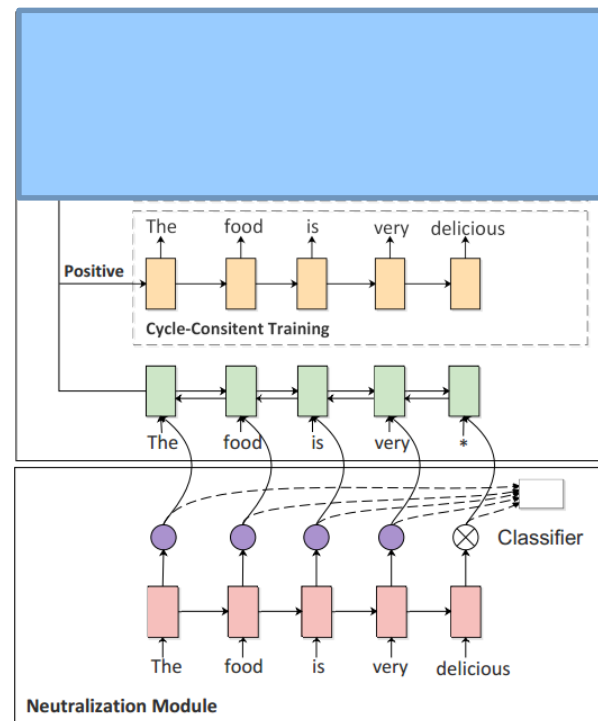 The food is very delicious
Positive
Cycle-Consitent Training
The food is very *
Classifier
The food is very delicious
Neutralization Module